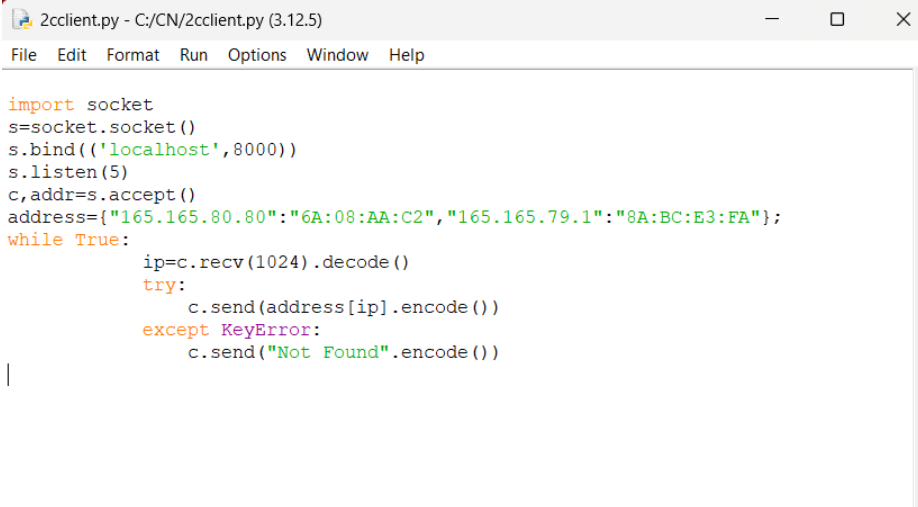 2cclient.py - C:/CN/2cclient.py (3.12.5)
File Edit Format Run Options Window Help
import socket
s=socket.socket()
s.bind(('localhost',8000))
s.listen(5)
c,addr=s.accept()
address={"165.165.80.80":"6A:08:AA:C2","165.165.79.1":"8A:BC:E3:FA"};
while True:
            ip=c.recv(1024).decode()
            try:
                c.send(address[ip].encode())
            except KeyError:
                c.send("Not Found".encode())